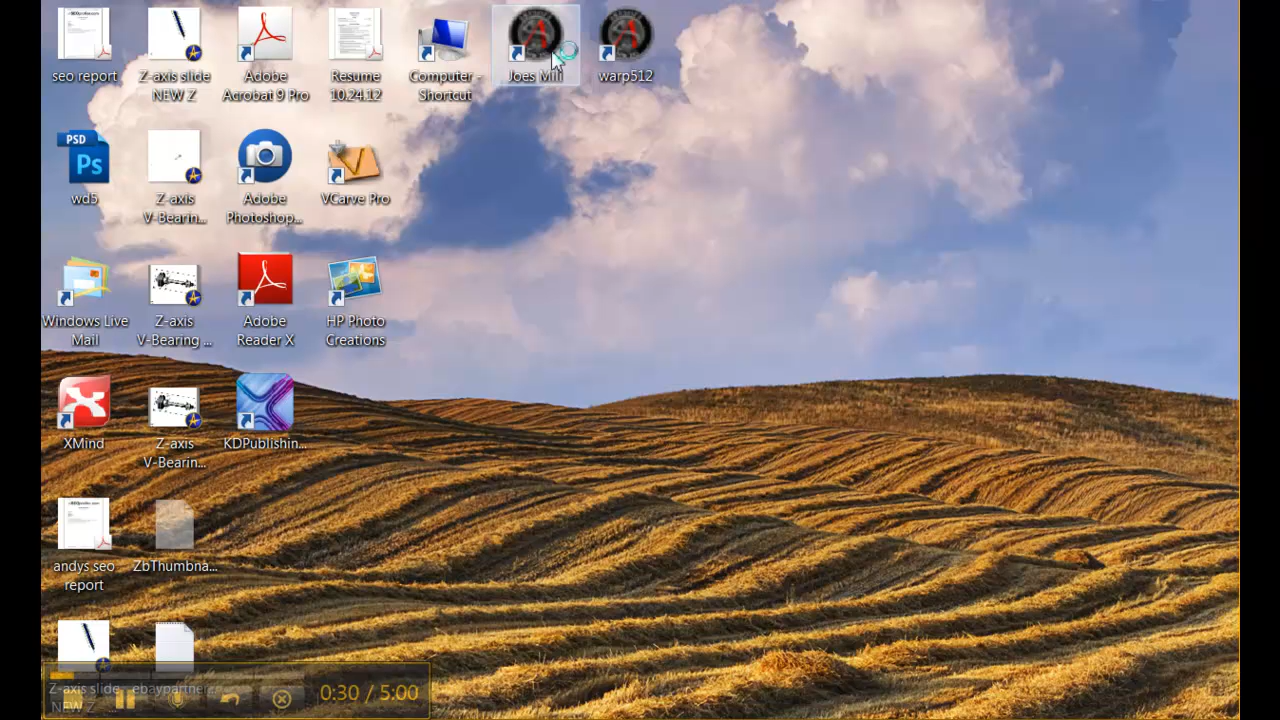 seo report
Z-axis slide
NEW Z
Adobe
Acrobat 9 Pro
Resume
10.24.12
Computer -
Shortcut
Joes Mill
warp512
PSD
Ps
wd5
Z-axis
V-Bearin...
Adobe
Photoshop...
VCarve Pro
Windows Live
Mail
Z-axis
V-Bearing ...
Adobe
Reader X
HP Photo
Creations
XMind
Z-axis
V-Bearin...
KDPublishin...
andys seo
report
ZbThumbna...
Z-axis slide
NEW Z
ebaypartner...
0:30 / 5:00